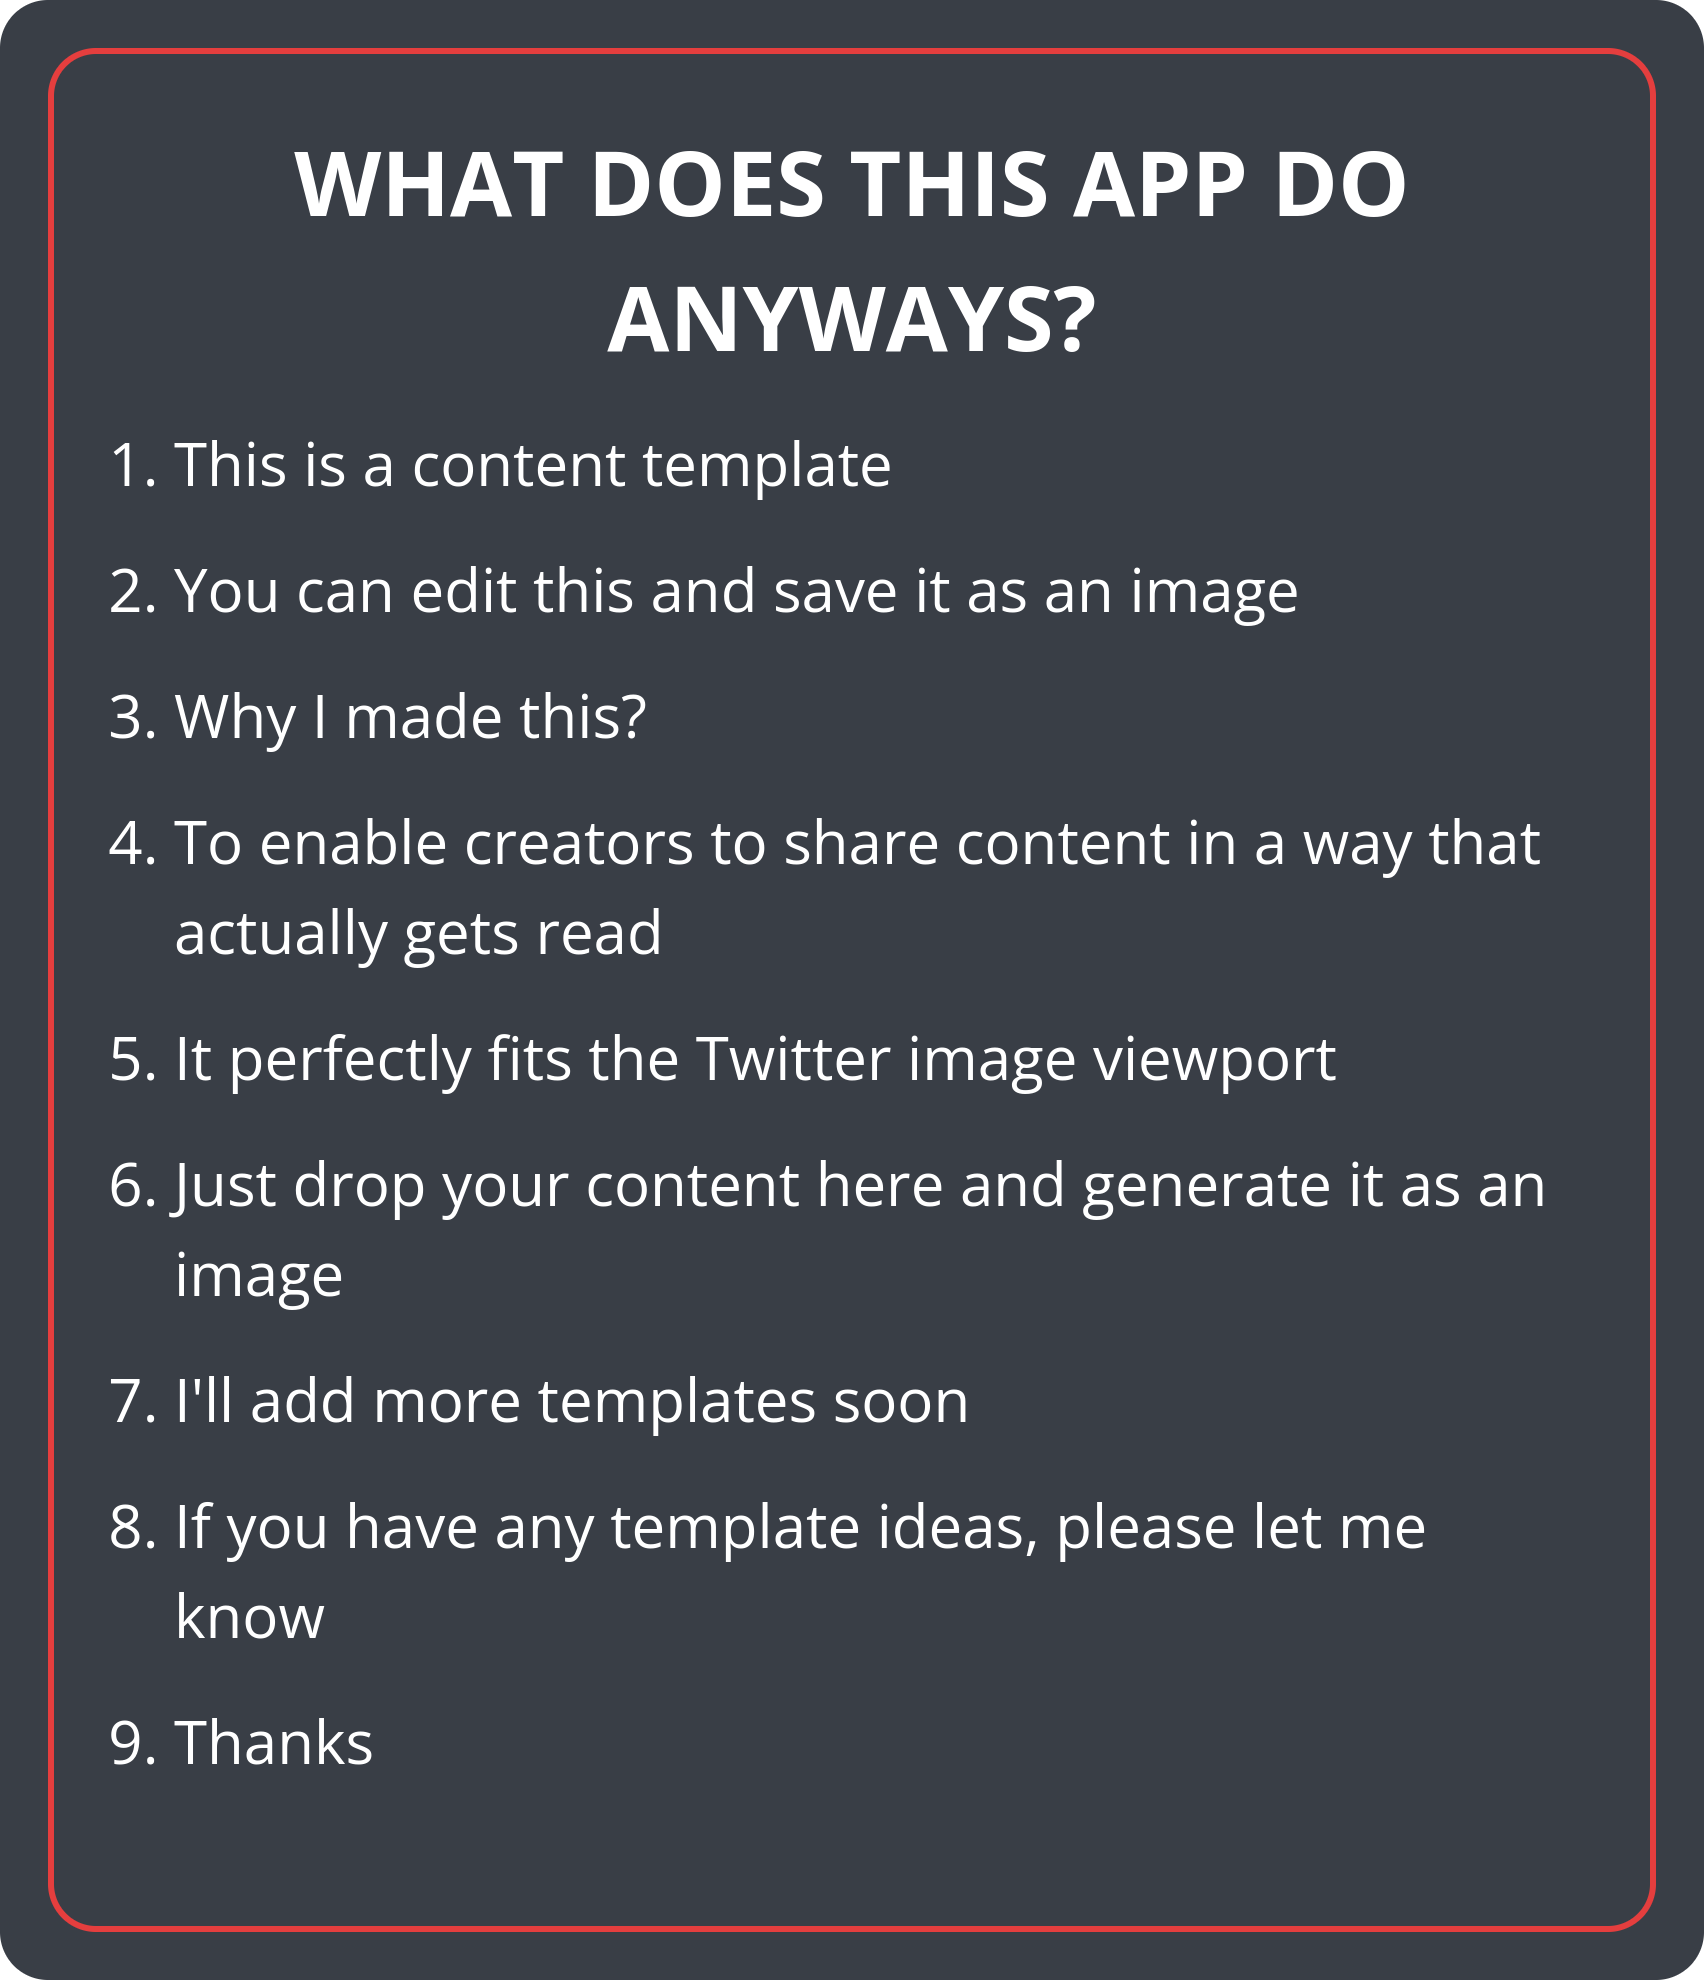 WHAT DOES THIS APP DO
ANYWAYS?
1. This is a content template
2. You can edit this and save it as an image
3. Why I made this?
4. To enable creators to share content in a way that
actually gets read
5. It perfectly fits the Twitter image viewport
6. Just drop your content here and generate it as an
image
7. I'll add more templates soon
8. If you have any template ideas, please let me
know
9. Thanks